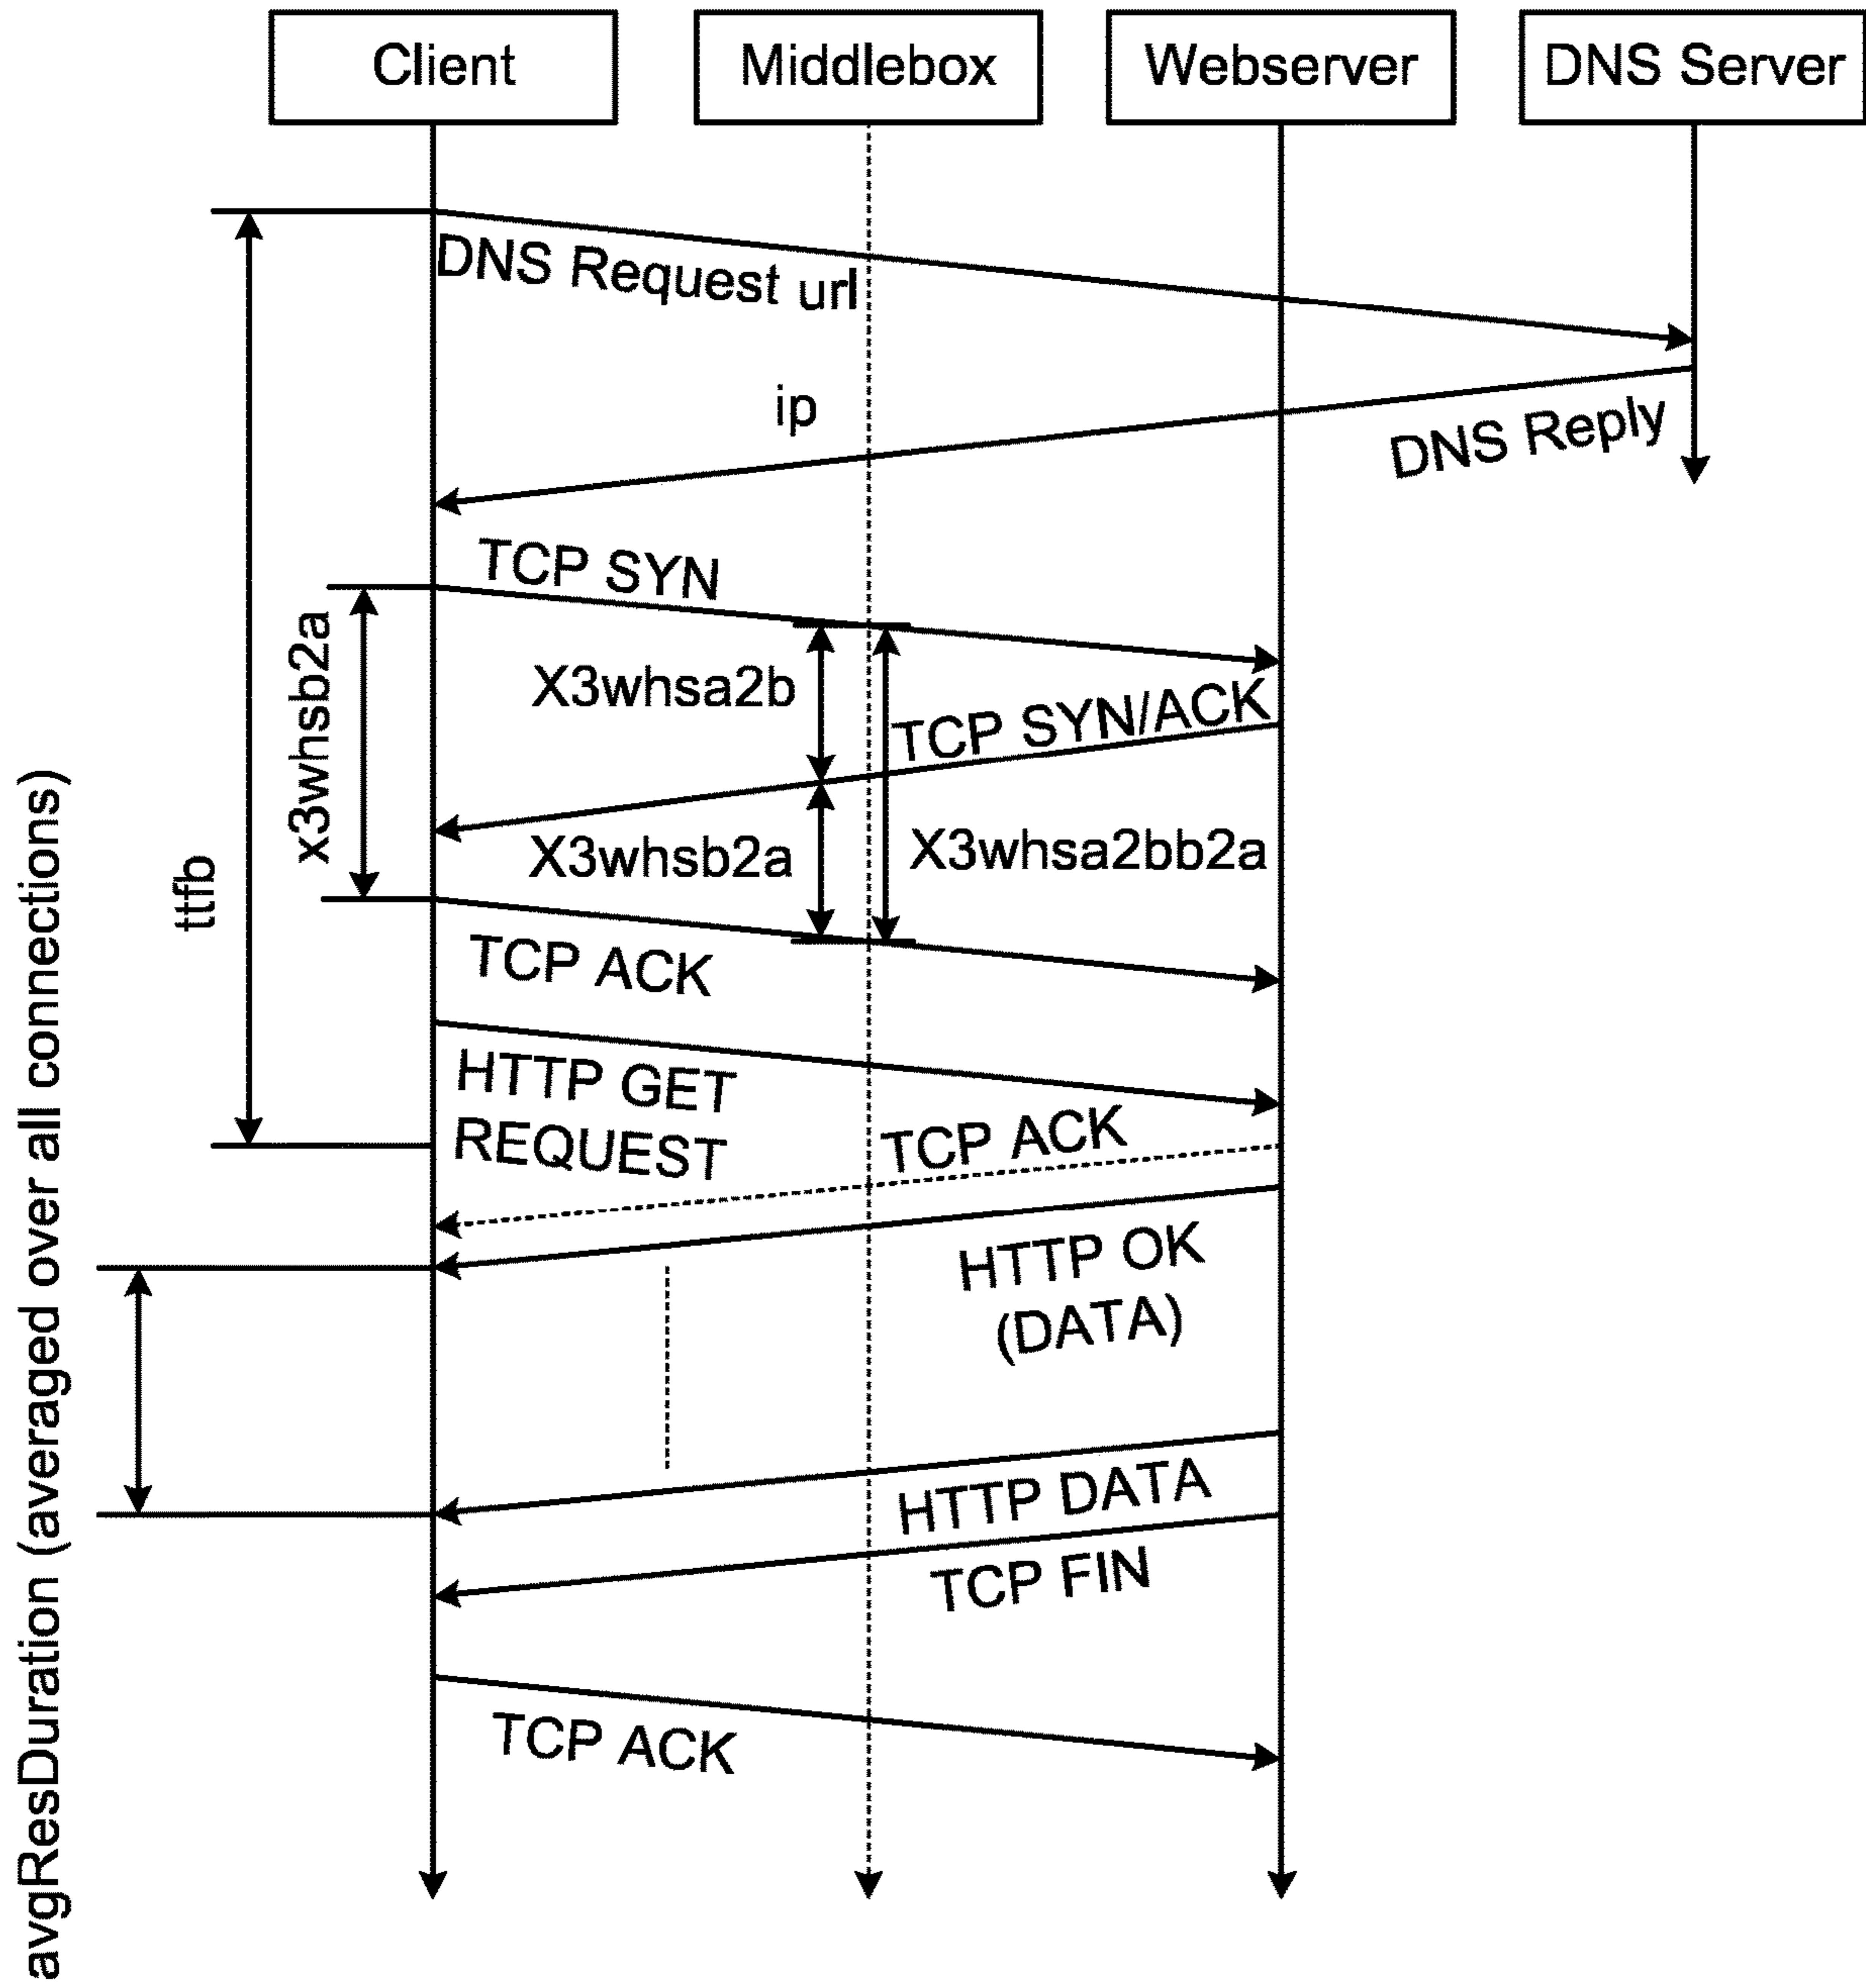 Client
Middlebox
Webserver
DNS Server
DNS Request url
ip
DNS Reply
TCP SYN
x3whsb2a
X3whsa2b
TCP SYN/ACK
X3whsb2a
X3whsa2bb2a
ttfb
TCP ACK
HTTP GET
REQUEST
TCP ACK
HTTP OK
(DATA)
avgResDuration (averaged over all connections)
HTTP DATA
TCP FIN
TCP ACK